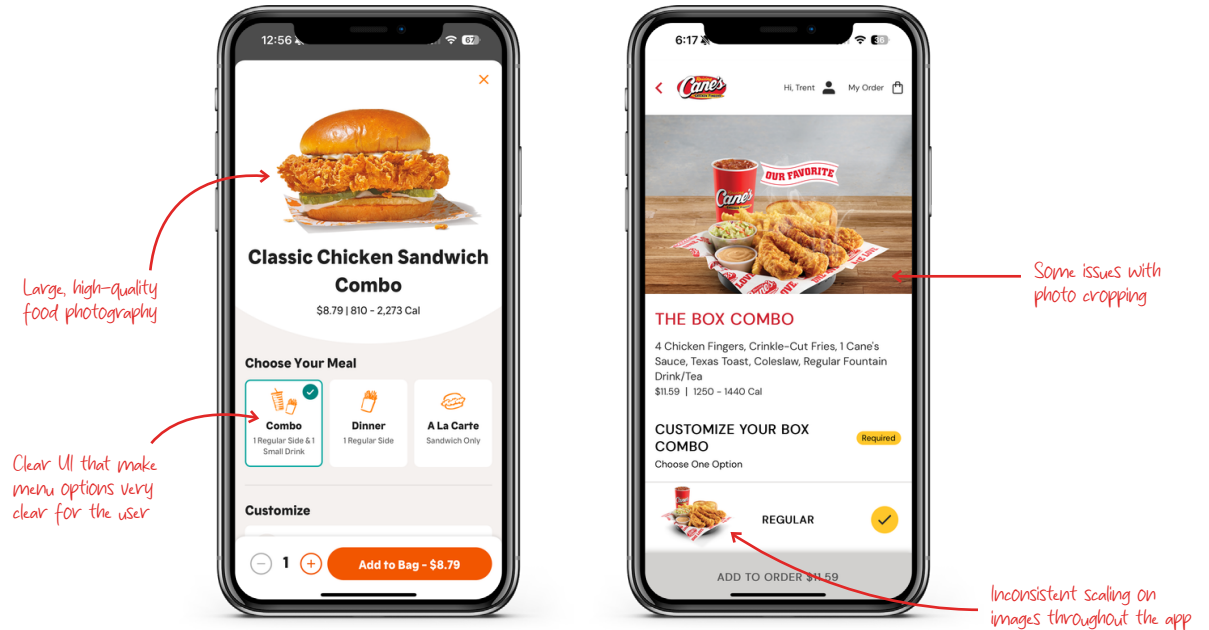 12:56
67
Classic Chicken Sandwich
Combo
$8.79 | 810 - 2,273 Cal
Choose Your Meal
Combo
1 Regular Side & 1
Small Drink
Dinner
1 Regular Side
A La Carte
Sandwich Only
Customize
1
Add to Bag - $8.79
Large, high-quality
food photography
Clear UI that make
menu options very
clear for the user
6:17
36
Cane's
Hi, Trent
My Order
OUR FAVORITE
Cane's
LOVE
LOVE
THE BOX COMBO
4 Chicken Fingers, Crinkle-Cut Fries, 1 Cane's
Sauce, Texas Toast, Coleslaw, Regular Fountain
Drink/Tea
$11.59 | 1250 - 1440 Cal
CUSTOMIZE YOUR BOX
COMBO
Required
Choose One Option
REGULAR
ADD TO ORDER $11.59
Some issues with
photo cropping
Inconsistent scaling on
images throughout the app